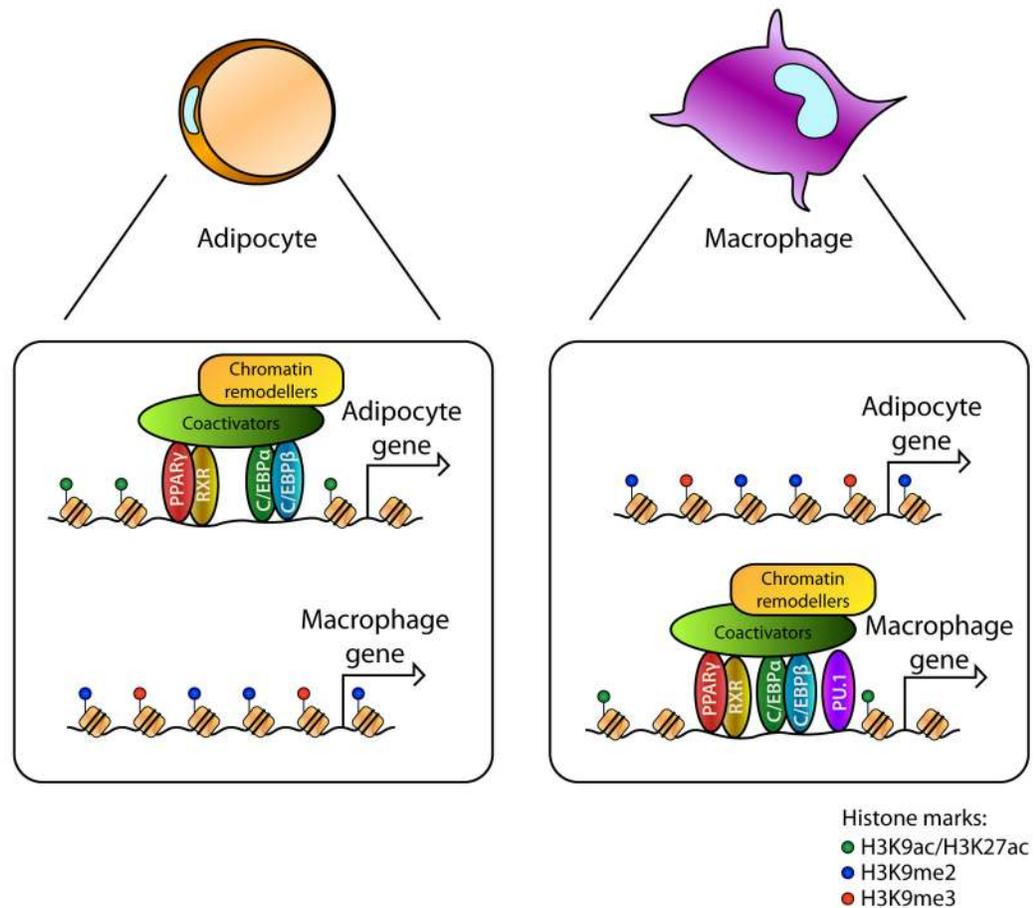 Adipocyte
Macrophage
Chromatin
remodellers
Coactivators
PPARγ
RXR
C/EBPα
C/EBPβ
Adipocyte
gene
Macrophage
gene
Adipocyte
gene
Chromatin
remodellers
Coactivators
PPARγ
RXR
C/EBPα
C/EBPβ
PU.1
Macrophage
gene
Histone marks:
H3K9ac/H3K27ac
H3K9me2
H3K9me3